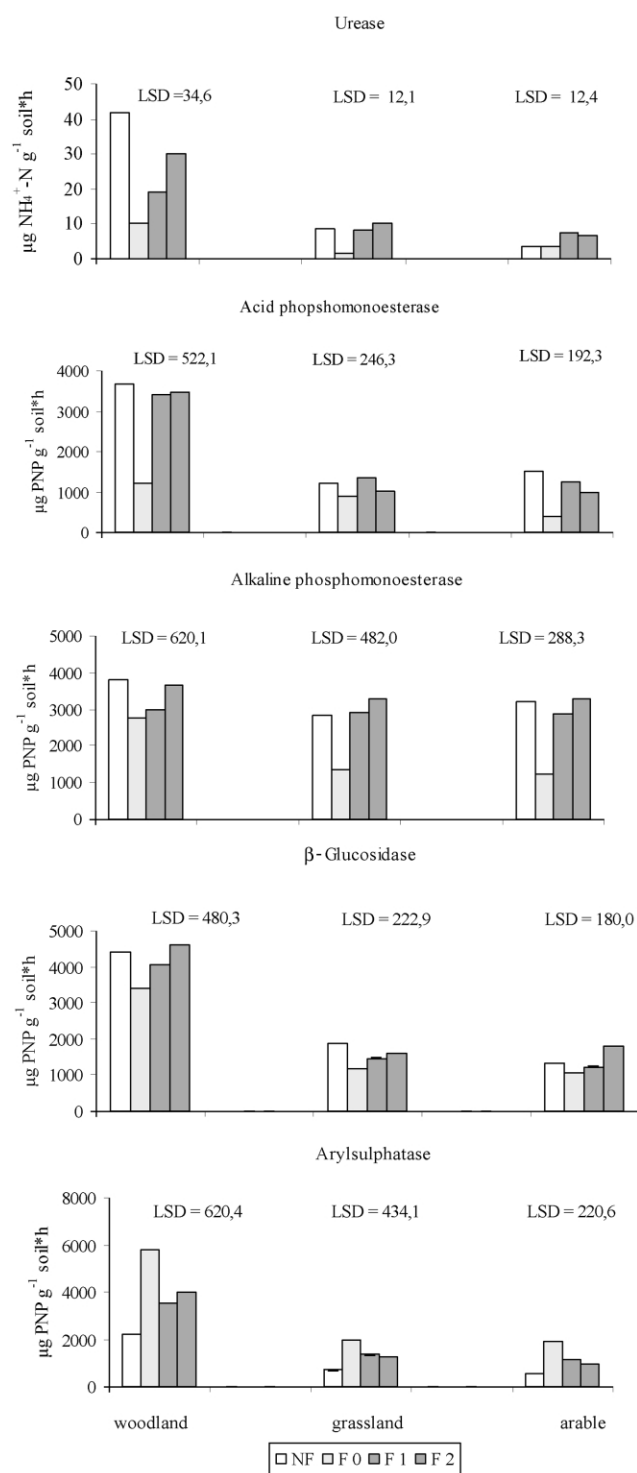 Urease
LSD =34,6 LSD = 12,1 LSD = 12,4
µg NH₄⁺-N g⁻¹ soil*h
50
40
30
20
10
0
Acid phopshomonoesterase
LSD = 522,1 LSD = 246,3 LSD = 192,3
µg PNP g⁻¹ soil*h
4000
3000
2000
1000
0
Alkaline phosphomonoesterase
LSD = 620,1 LSD = 482,0 LSD = 288,3
µg PNP g⁻¹ soil*h
5000
4000
3000
2000
1000
0
β-Glucosidase
LSD = 480,3 LSD = 222,9 LSD = 180,0
µg PNP g⁻¹ soil*h
5000
4000
3000
2000
1000
0
Arylsulphatase
LSD = 620,4 LSD = 434,1 LSD = 220,6
µg PNP g⁻¹ soil*h
8000
6000
4000
2000
0
woodland grassland arable
NF F 0 F 1 F 2